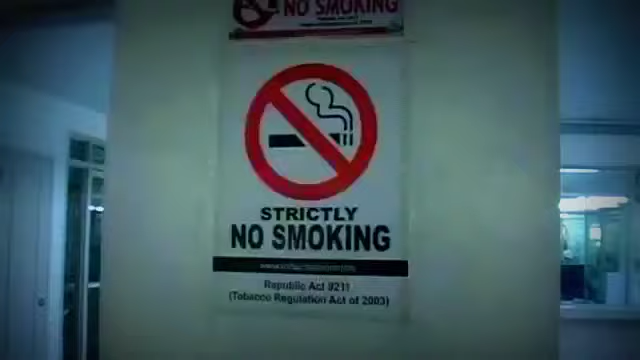 NO SMOKING
STRICTLY
NO SMOKING
Republic Act 9211
(Tobacco Regulation Act of 2003)